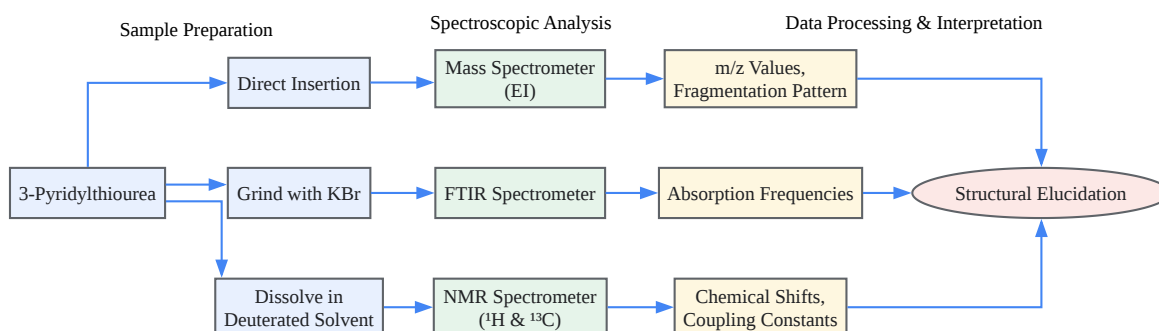 Sample Preparation
Spectroscopic Analysis
Data Processing & Interpretation
Direct Insertion
Mass Spectrometer
(EI)
m/z Values,
Fragmentation Pattern
3-Pyridylthiourea
Grind with KBr
FTIR Spectrometer
Absorption Frequencies
Structural Elucidation
Dissolve in
Deuterated Solvent
NMR Spectrometer
(¹H & ¹³C)
Chemical Shifts,
Coupling Constants